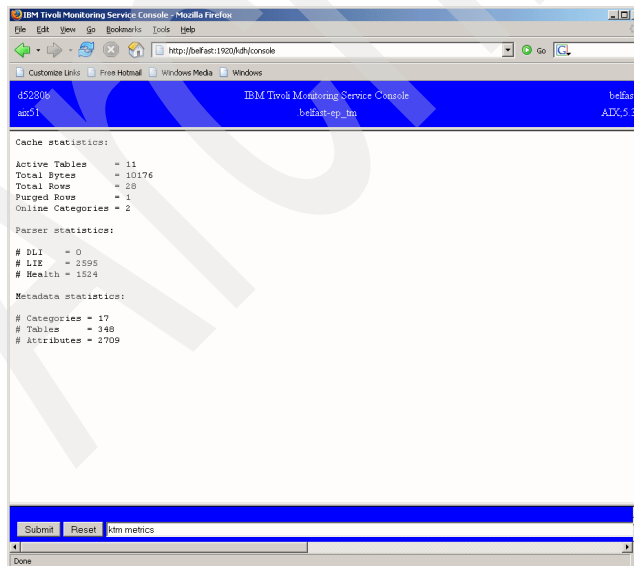 IBM Tivoli Monitoring Service Console - Mozilla Firefox
File Edit View Go Bookmarks Tools Help
http://belfast:1920/kdh/console
Go
Customize Links Free Hotmail Windows Media Windows
d5280b IBM Tivoli Monitoring Service Console belfas
aix51 .belfast-ep_tm AIX;5.3
Cache statistics:
Active Tables = 11
Total Bytes = 10176
Total Rows = 28
Purged Rows = 1
Online Categories = 2
Parser statistics:
# DLI = 0
# LIE = 2595
# Health = 1524
Metadata statistics:
# Categories = 17
# Tables = 348
# Attributes = 2709
Submit Reset ktm metrics
Done